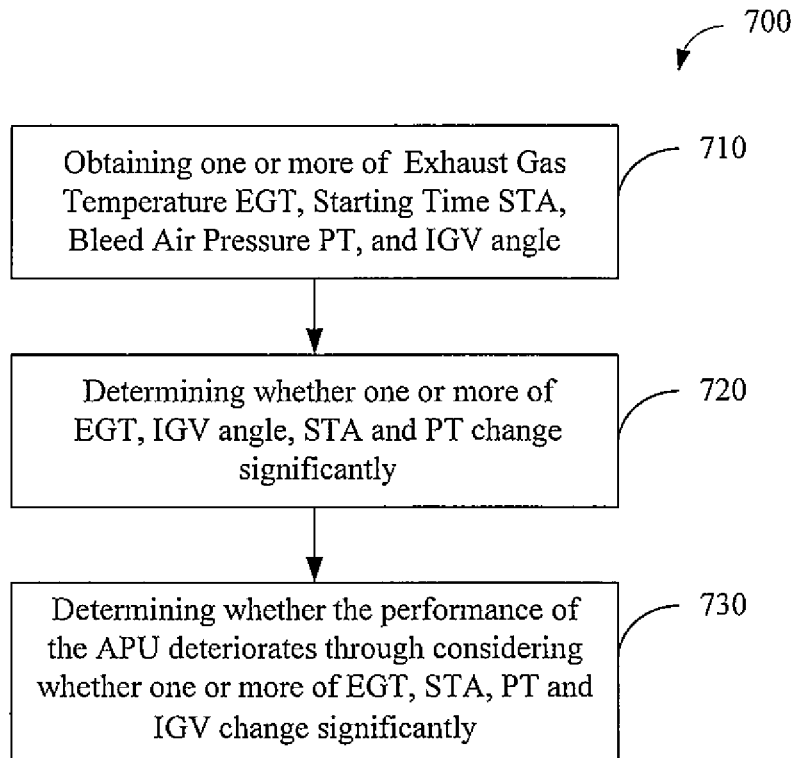 700
Obtaining one or more of Exhaust Gas
Temperature EGT, Starting Time STA,
Bleed Air Pressure PT, and IGV angle
710
Determining whether one or more of
EGT, IGV angle, STA and PT change
significantly
720
Determining whether the performance of
the APU deteriorates through considering
whether one or more of EGT, STA, PT and
IGV change significantly
730